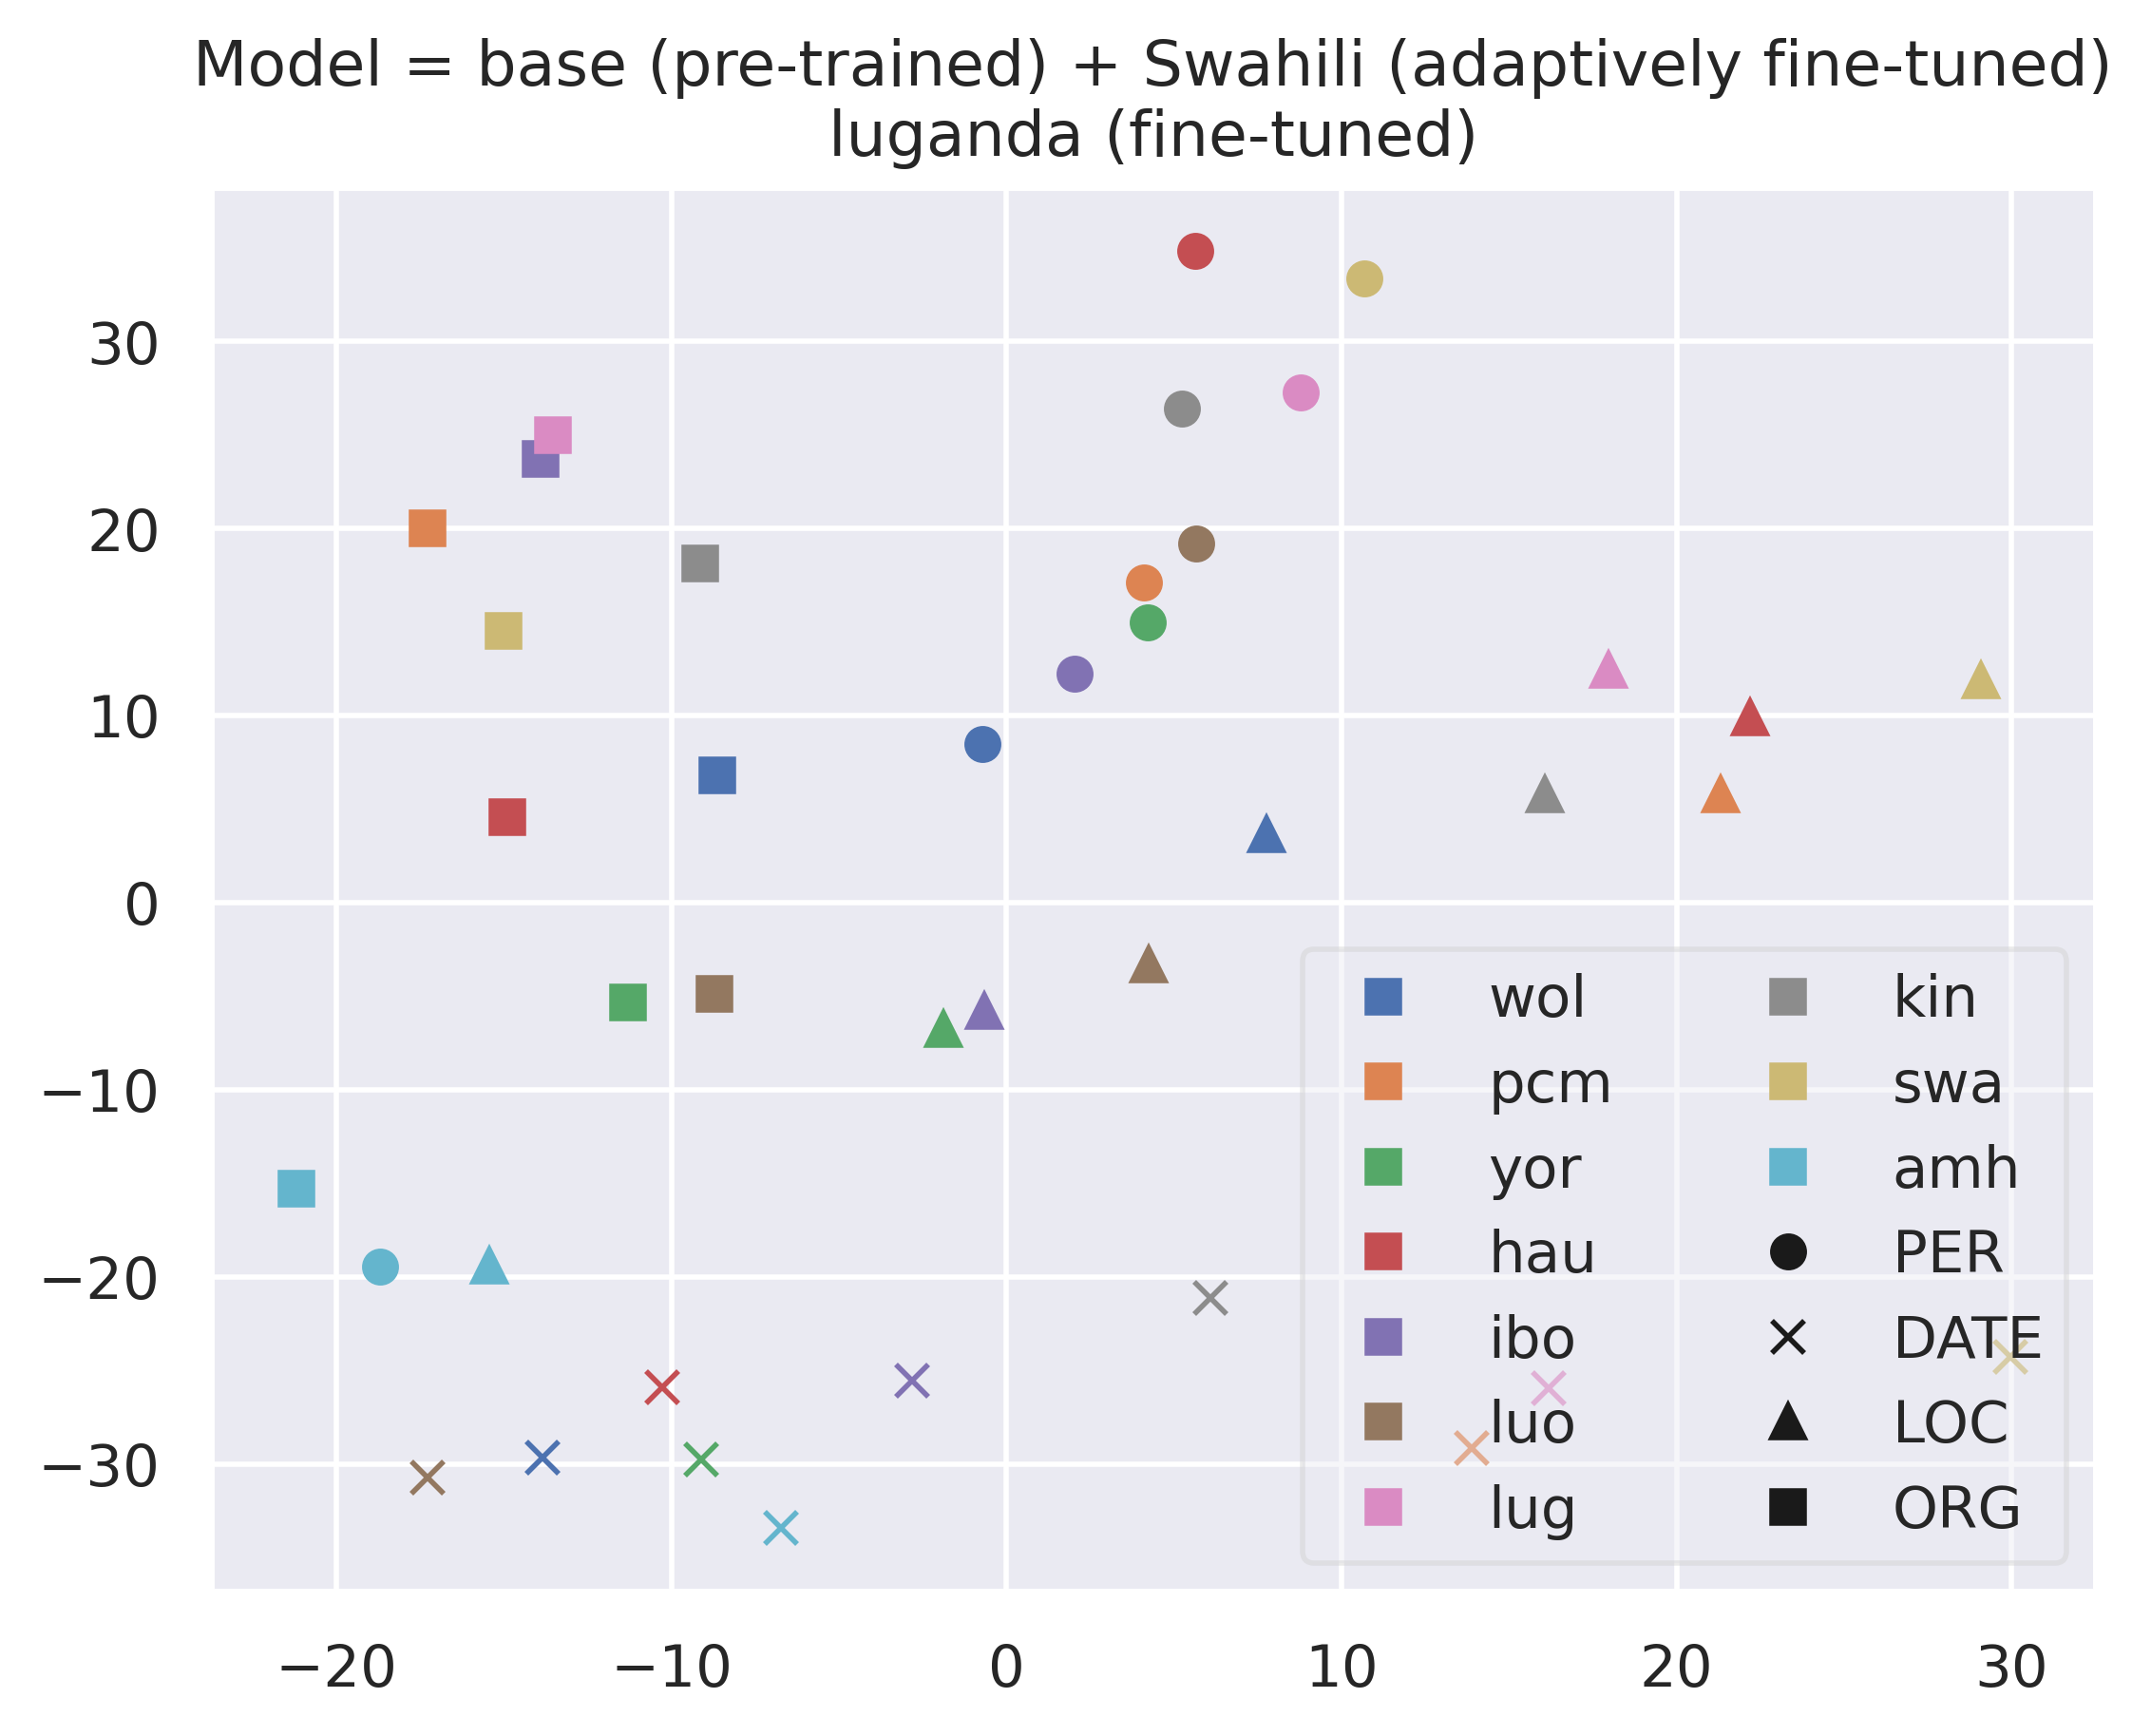 Model = base (pre-trained) + Swahili (adaptively fine-tuned)
luganda (fine-tuned)
30
20
10
0
−10
−20
−30
−20
−10
0
10
20
30
wol
pcm
yor
hau
ibo
luo
lug
kin
swa
amh
PER
DATE
LOC
ORG